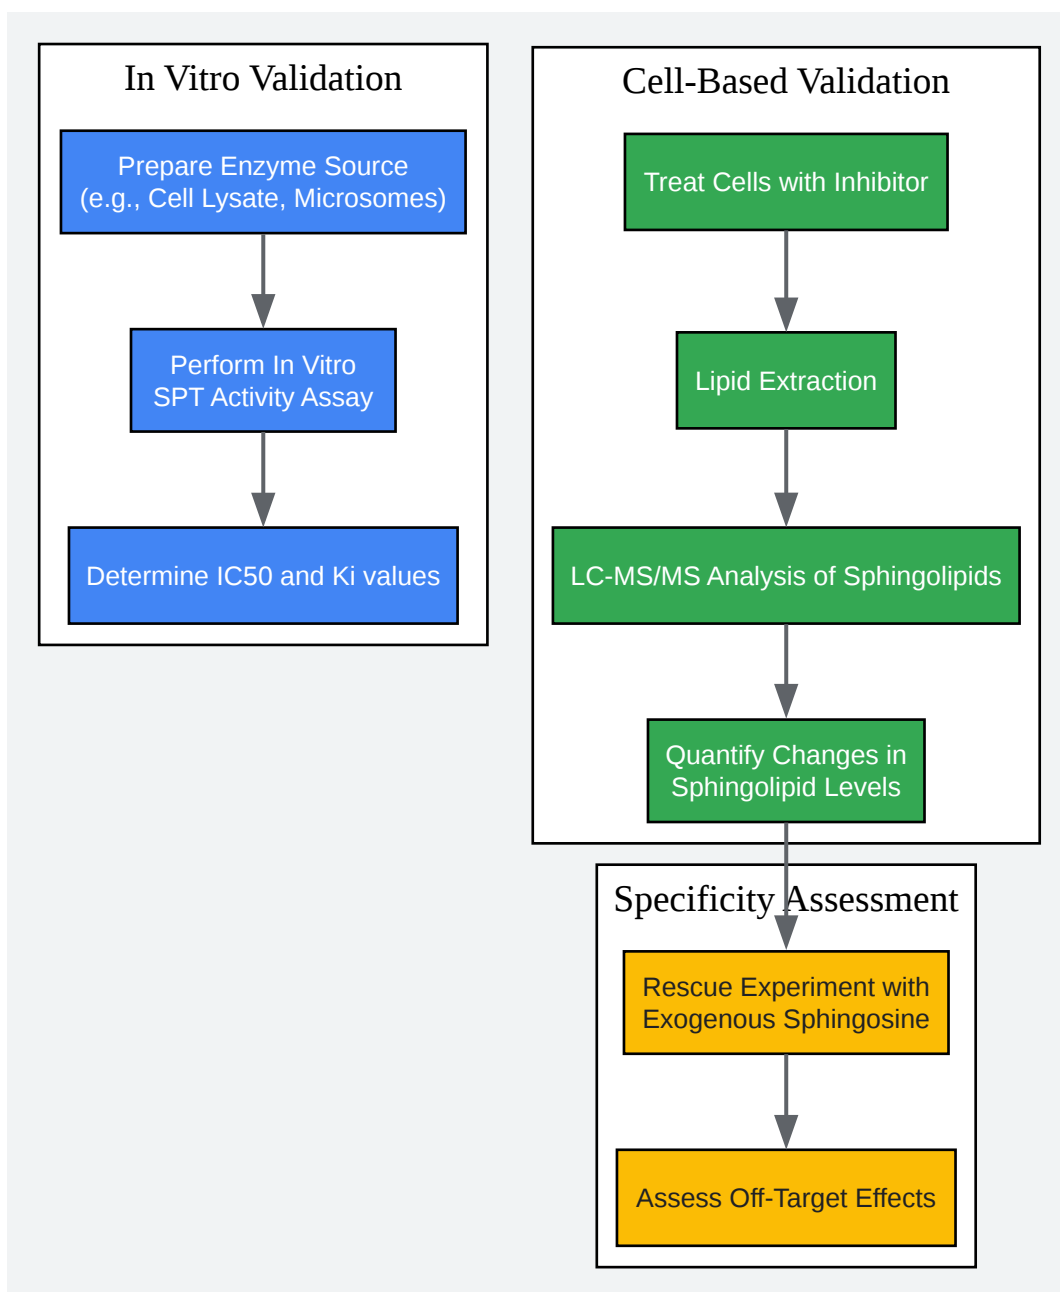 In Vitro Validation
Prepare Enzyme Source
(e.g., Cell Lysate, Microsomes)
Perform In Vitro
SPT Activity Assay
Determine IC50 and Ki values
Cell-Based Validation
Treat Cells with Inhibitor
Lipid Extraction
LC-MS/MS Analysis of Sphingolipids
Quantify Changes in
Sphingolipid Levels
Specificity Assessment
Rescue Experiment with
Exogenous Sphingosine
Assess Off-Target Effects